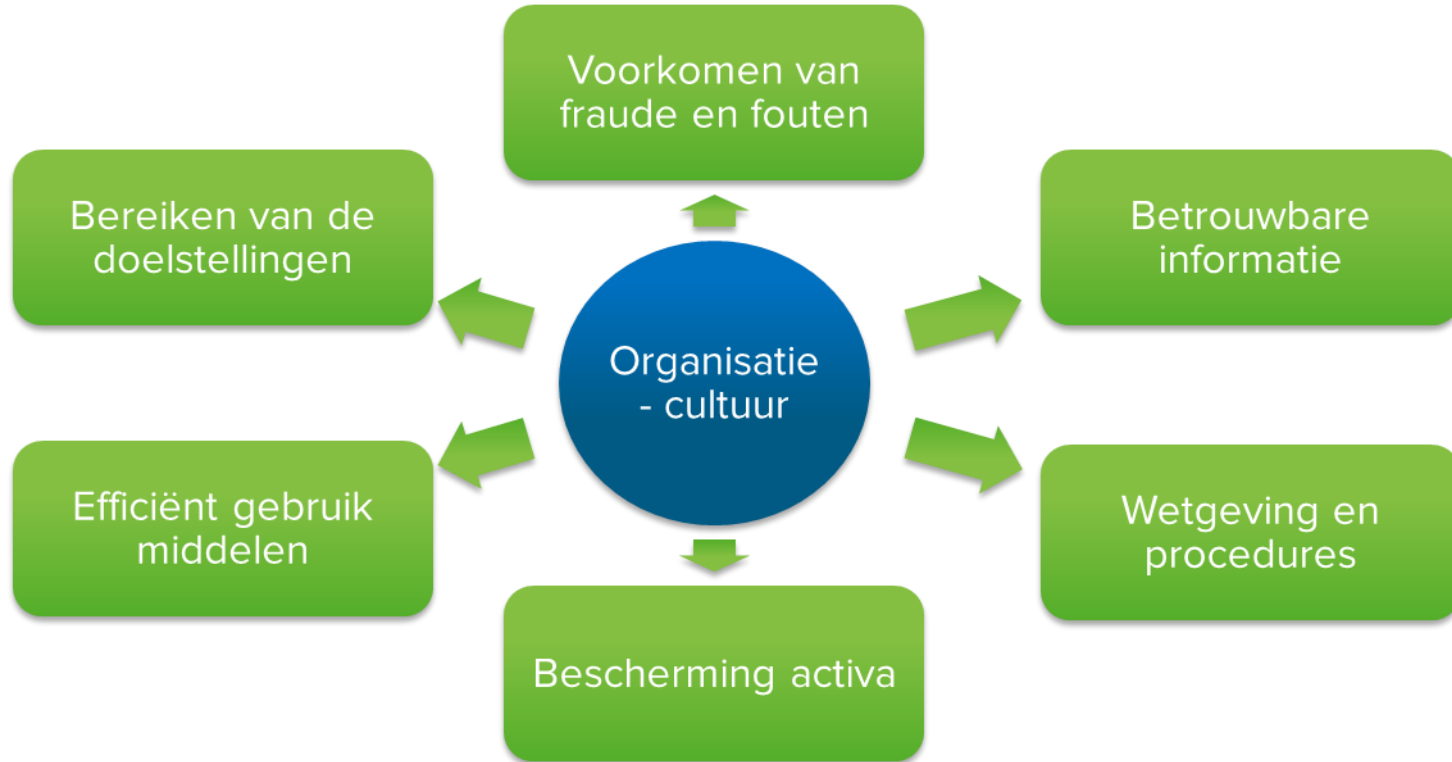 Voorkomen van
fraude en fouten
Bereiken van de
doelstellingen
Betrouwbare
informatie
Organisatie
- cultuur
Efficiënt gebruik
middelen
Wetgeving en
procedures
Bescherming activa